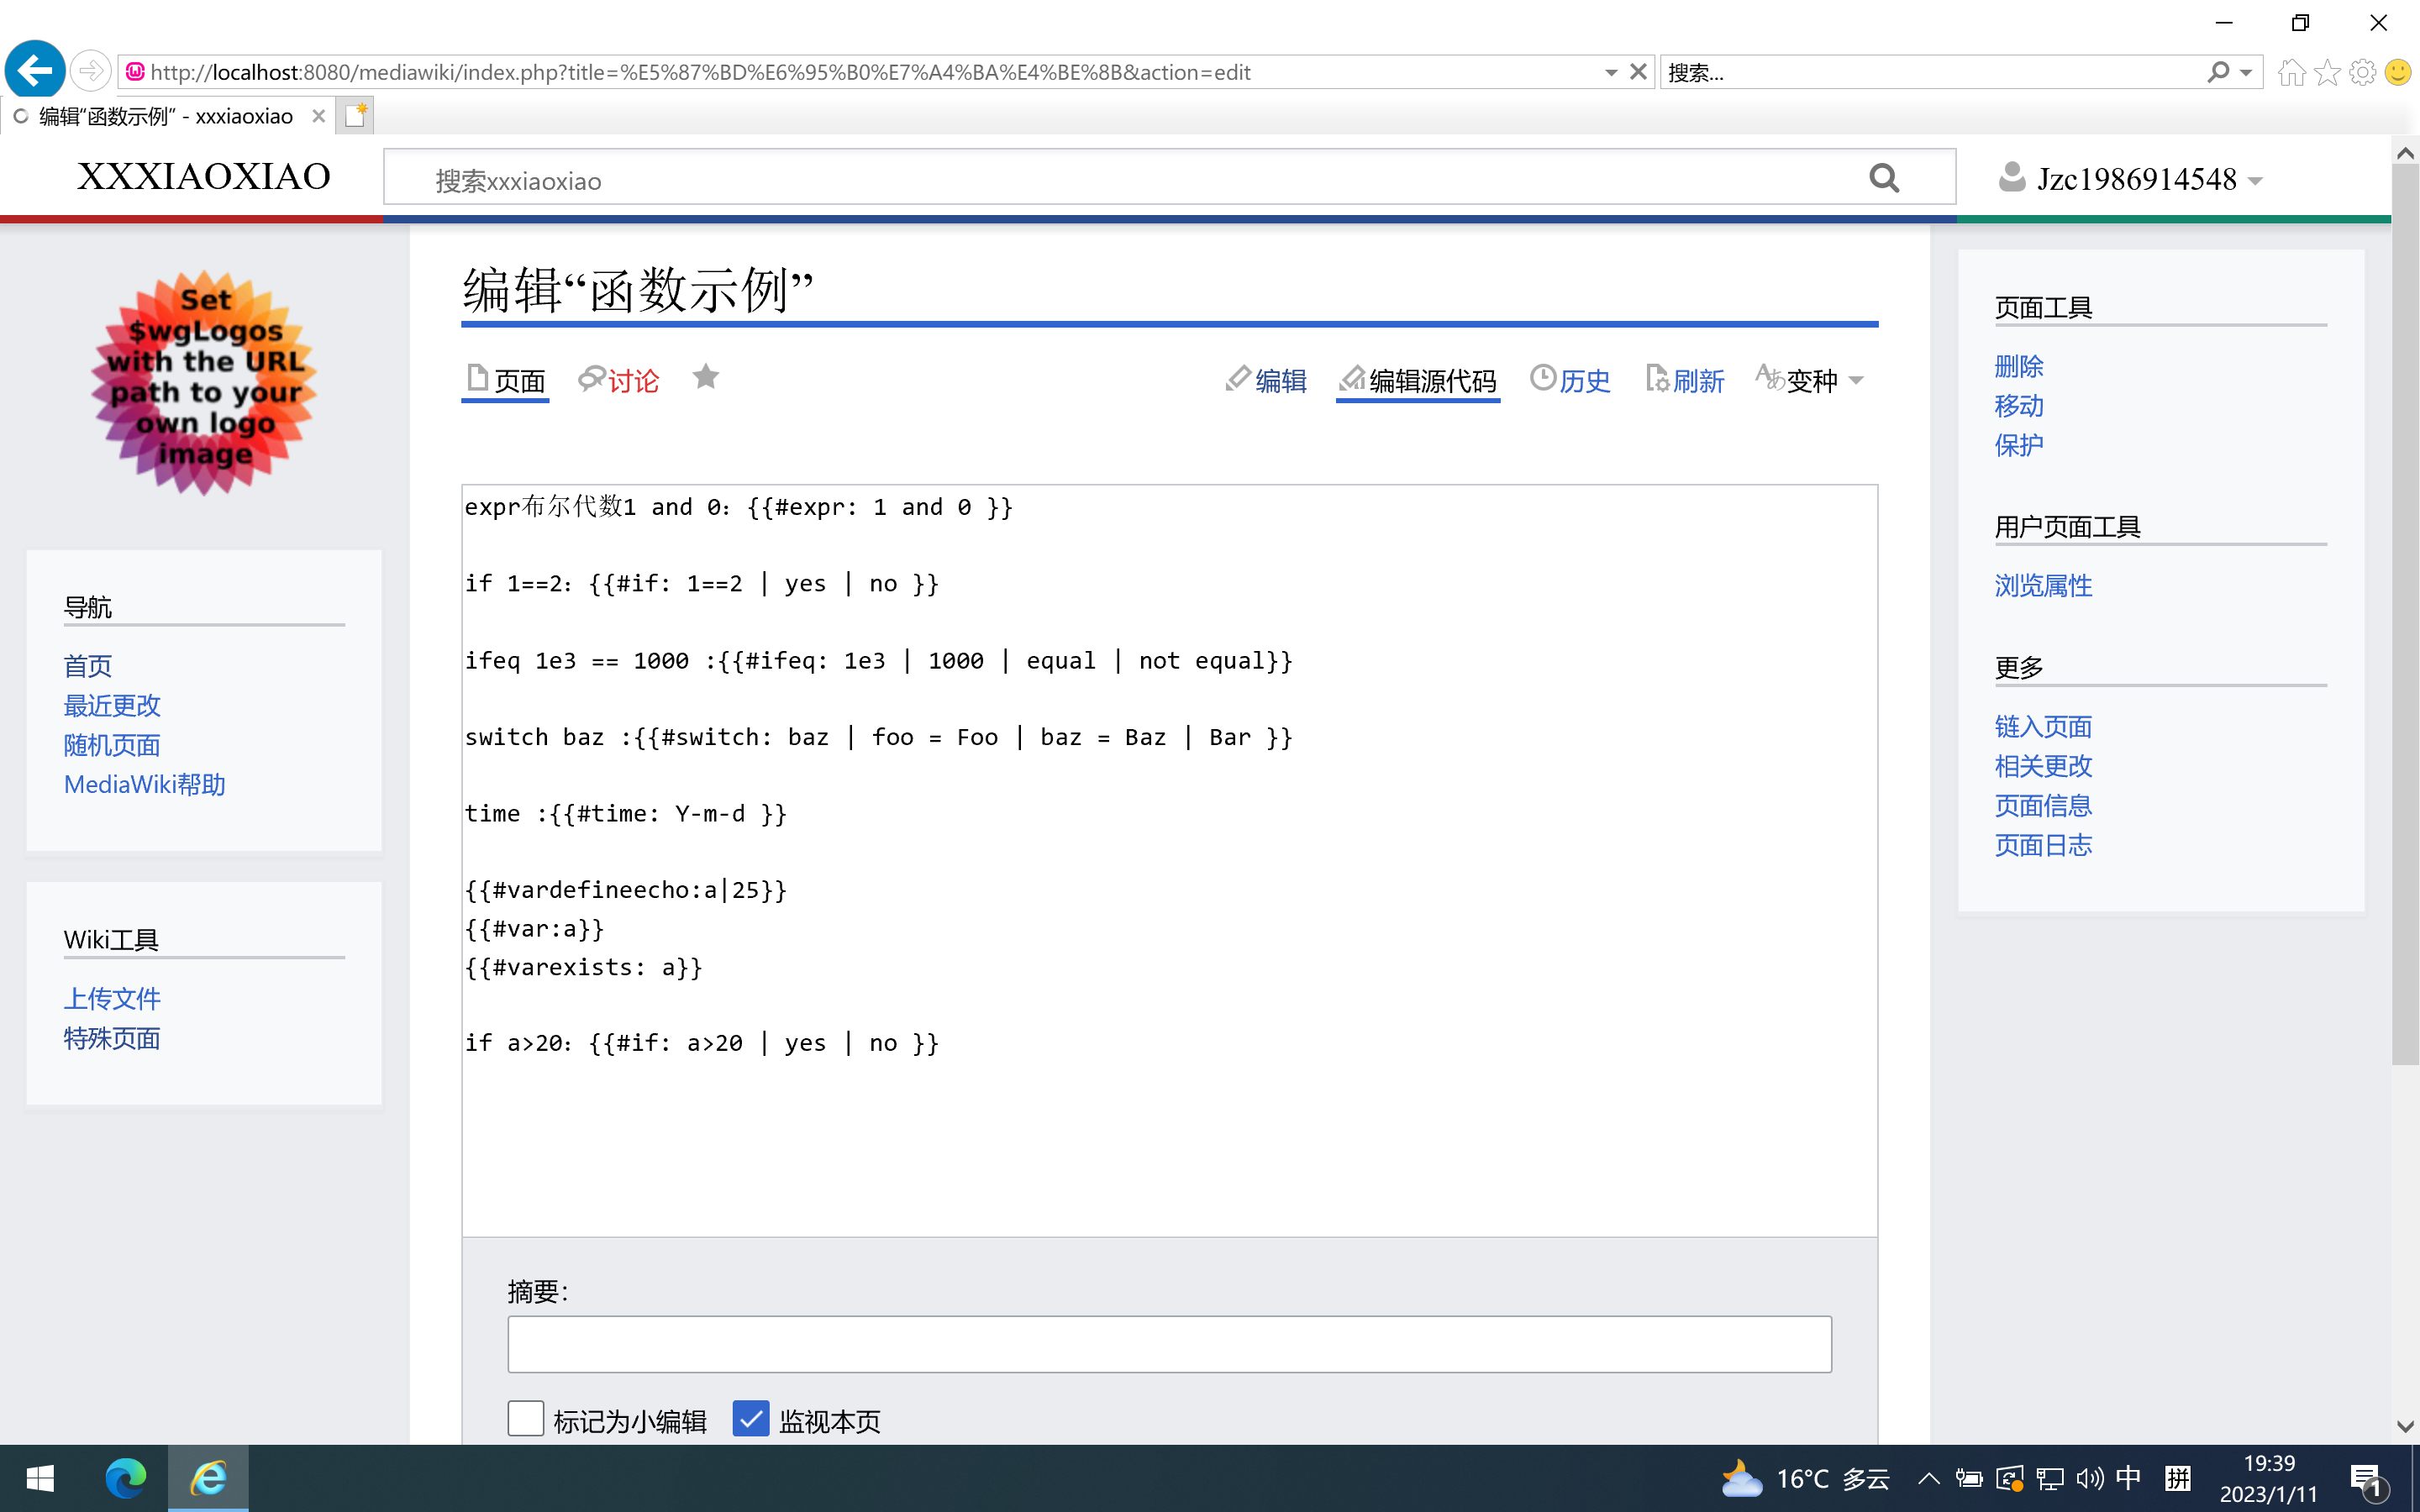 http://localhost:8080/mediawiki/index.php?title=%E5%87%BD%E6%95%B0%E7%A4%BA%E4%BE%8B&action=edit
搜索...
编辑“函数示例” - xxxiaoxiao
XXXIAOXIAO
搜索xxxiaoxiao
Jzc1986914548
Set
$wgLogos
with the URL
path to your
own logo
image
导航
首页
最近更改
随机页面
MediaWiki帮助
Wiki工具
上传文件
特殊页面
编辑“函数示例”
页面 讨论 编辑 编辑源代码 历史 刷新 变种
expr布尔代数1 and 0：{{#expr: 1 and 0 }}
if 1==2：{{#if: 1==2 | yes | no }}
ifeq 1e3 == 1000 :{{#ifeq: 1e3 | 1000 | equal | not equal}}
switch baz :{{#switch: baz | foo = Foo | baz = Baz | Bar }}
time :{{#time: Y-m-d }}
{{#vardefineecho:a|25}}
{{#var:a}}
{{#varexists: a}}
if a>20：{{#if: a>20 | yes | no }}
摘要：
标记为小编辑 监视本页
页面工具
删除
移动
保护
用户页面工具
浏览属性
更多
链入页面
相关更改
页面信息
页面日志
16°C 多云
中
拼
19:39
2023/1/11
1